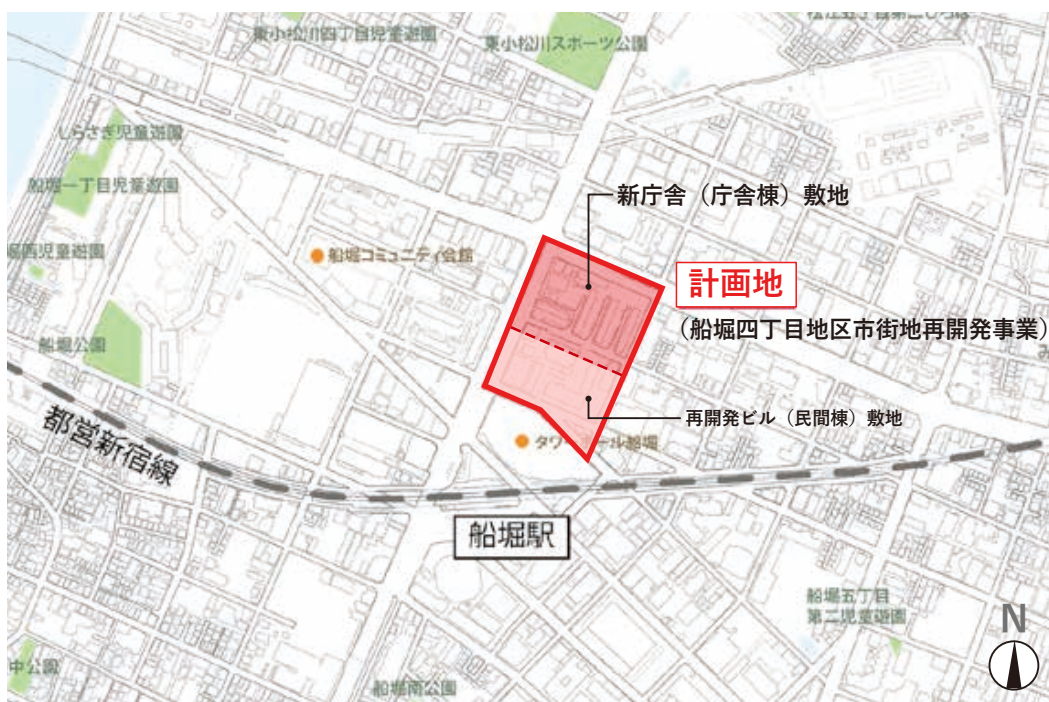 東小松川四丁目児童遊園
東小松川スポーツ公園
しらさぎ児童遊園
船堀一丁目児童遊園
新庁舎（庁舎棟）敷地
堀西児童遊園
船堀コミュニティ会館
計画地
（船堀四丁目地区市街地再開発事業）
船堀公園
再開発ビル（民間棟）敷地
都営新宿線
船堀駅
船堀五丁目
第二児童遊園
N
中公園
船堀南公園